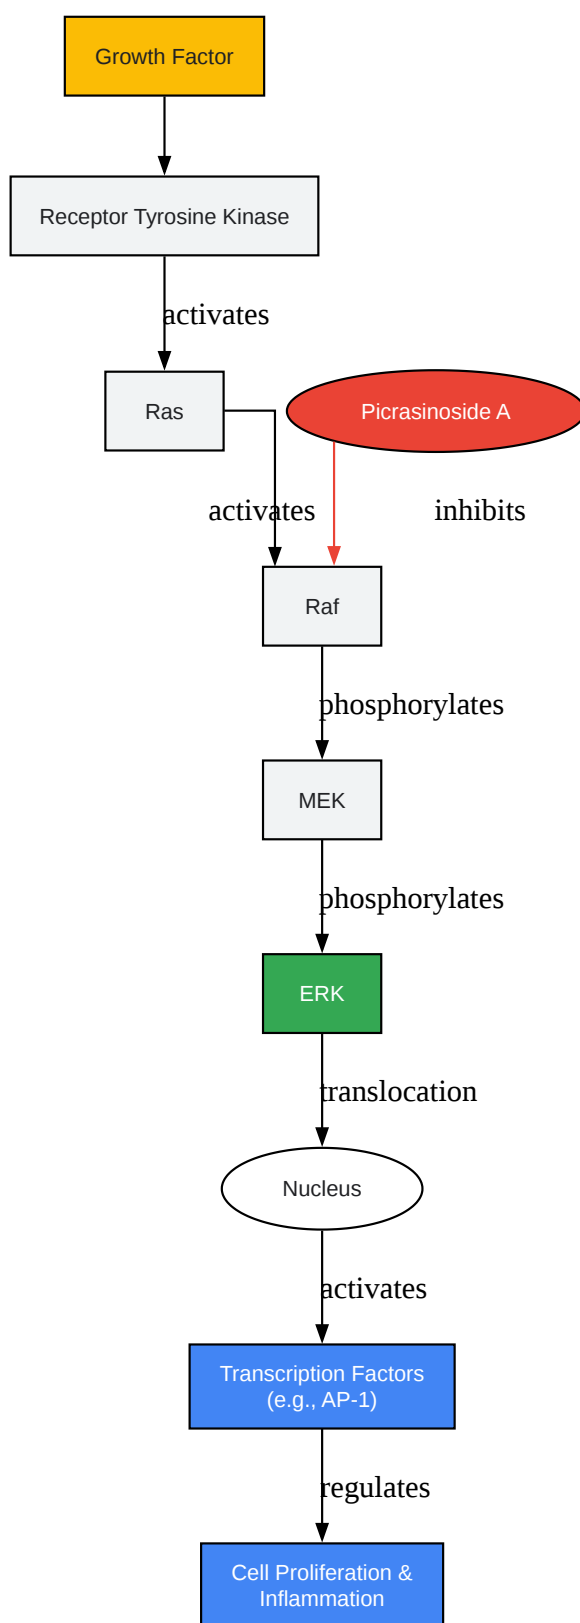 Growth Factor
Receptor Tyrosine Kinase
activates
Ras
Picrasinoside A
activates
inhibits
Raf
phosphorylates
MEK
phosphorylates
ERK
translocation
Nucleus
activates
Transcription Factors
(e.g., AP-1)
regulates
Cell Proliferation &
Inflammation